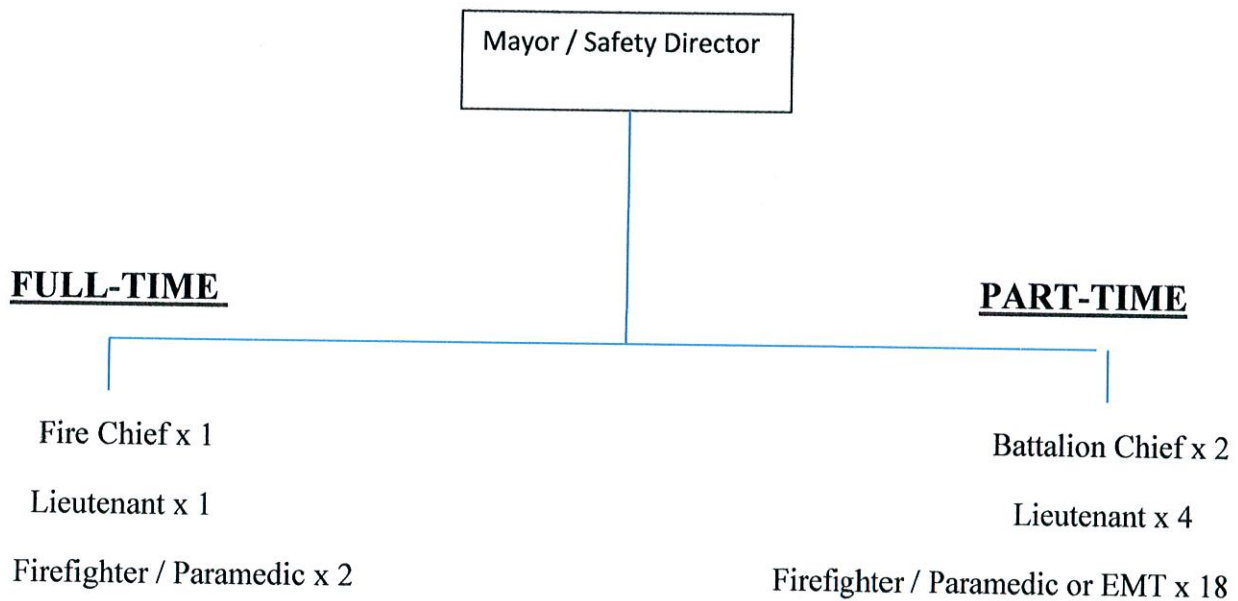 Mayor / Safety Director
FULL-TIME
PART-TIME
Fire Chief x 1
Lieutenant x 1
Firefighter / Paramedic x 2
Battalion Chief x 2
Lieutenant x 4
Firefighter / Paramedic or EMT x 18